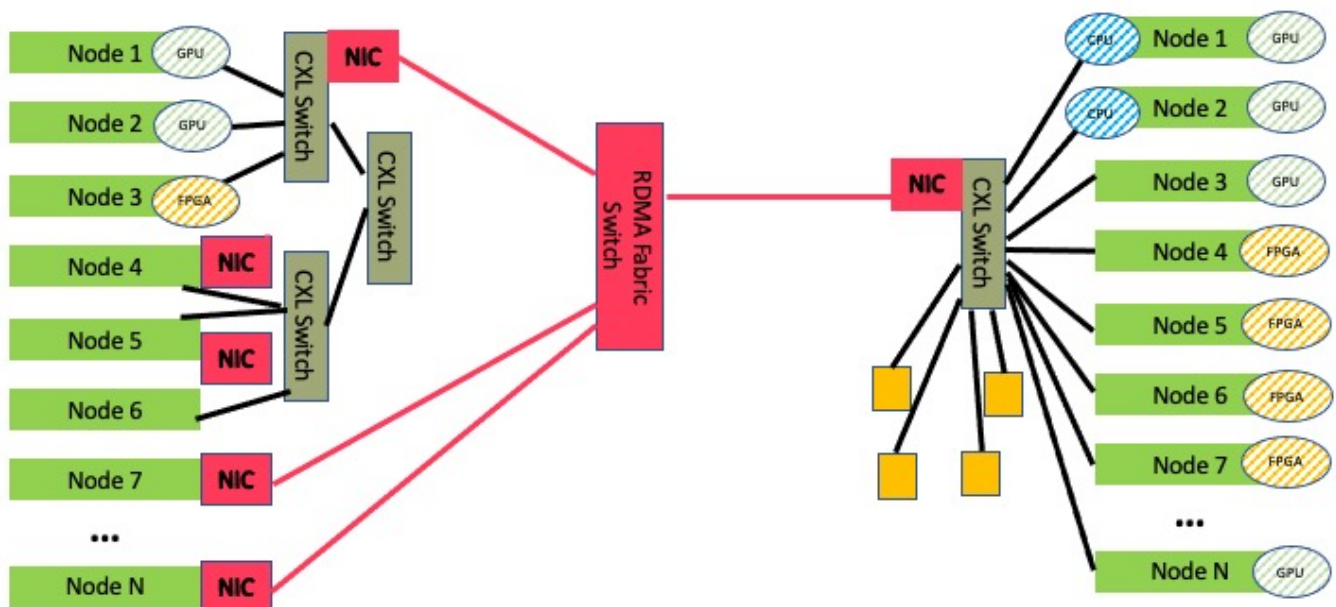 Node 1
GPU
Node 2
GPU
Node 3
FPGA
Node 4
NIC
Node 5
NIC
Node 6
Node 7
NIC
...
Node N
NIC
CXL Switch
NIC
CXL Switch
CXL Switch
RDMA Fabric
Switch
NIC
CXL Switch
CPU
Node 1
GPU
CPU
Node 2
GPU
Node 3
GPU
Node 4
FPGA
Node 5
FPGA
Node 6
FPGA
Node 7
FPGA
...
Node N
GPU